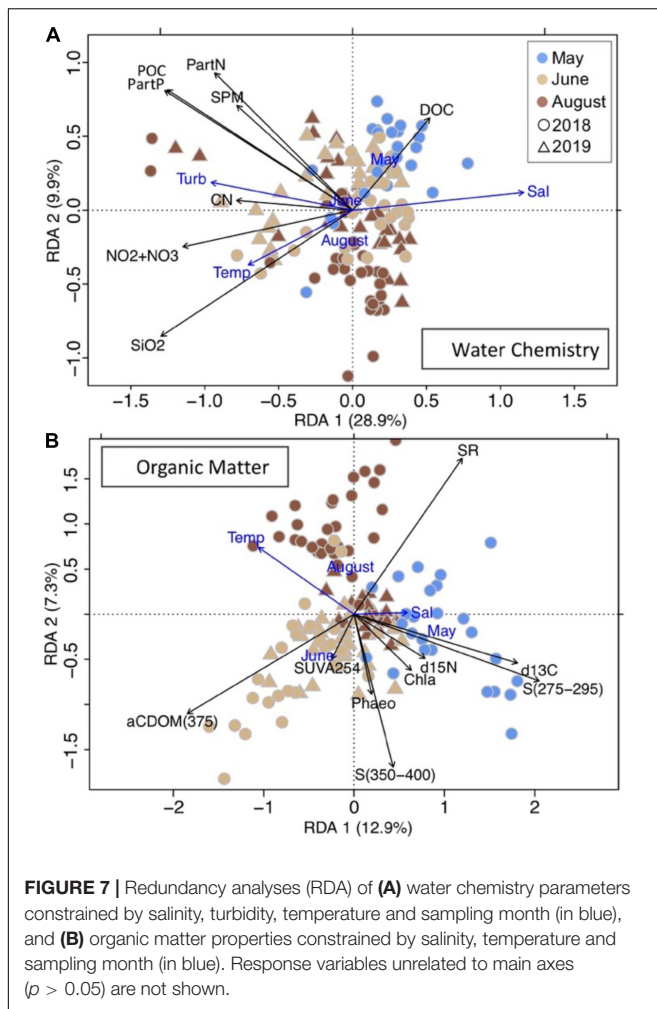 A
May
June
August
2018
2019
PartN
POC
PartP
SPM
DOC
May
Turb
Sal
CN
June
August
NO2+NO3
Temp
SiO2
Water Chemistry
RDA 2 (9.9%)
1.0
0.5
0.0
−0.5
−1.0
−1.5 −1.0 −0.5 0.0 0.5 1.0 1.5
RDA 1 (28.9%)
B
Organic Matter
SR
Temp
August
Sal
May
June
SUVA254
d15N
d13C
Chla
S(275−295)
Phaeo
aCDOM(375)
S(350−400)
RDA 2 (7.3%)
1.5
1.0
0.5
−0.5
−1.5
−2 −1 0 1 2
RDA 1 (12.9%)
FIGURE 7 | Redundancy analyses (RDA) of (A) water chemistry parameters
constrained by salinity, turbidity, temperature and sampling month (in blue),
and (B) organic matter properties constrained by salinity, temperature and
sampling month (in blue). Response variables unrelated to main axes
(p > 0.05) are not shown.